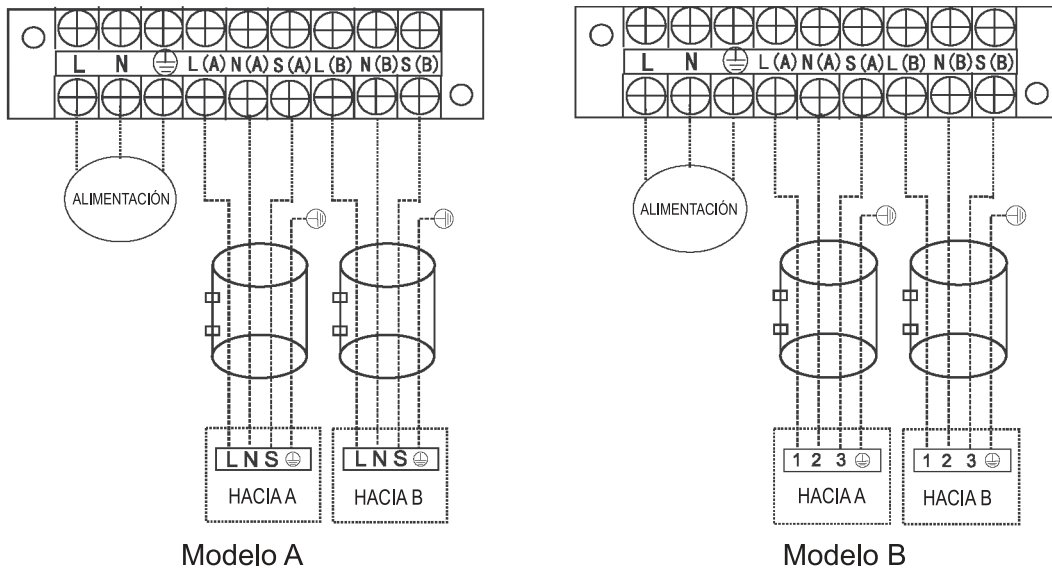 L N L(A) N(A) S(A) L(B) N(B) S(B)
ALIMENTACIÓN
L N S
HACIA A
L N S
HACIA B
Modelo A
L N L(A) N(A) S(A) L(B) N(B) S(B)
ALIMENTACIÓN
1 2 3
HACIA A
1 2 3
HACIA B
Modelo B